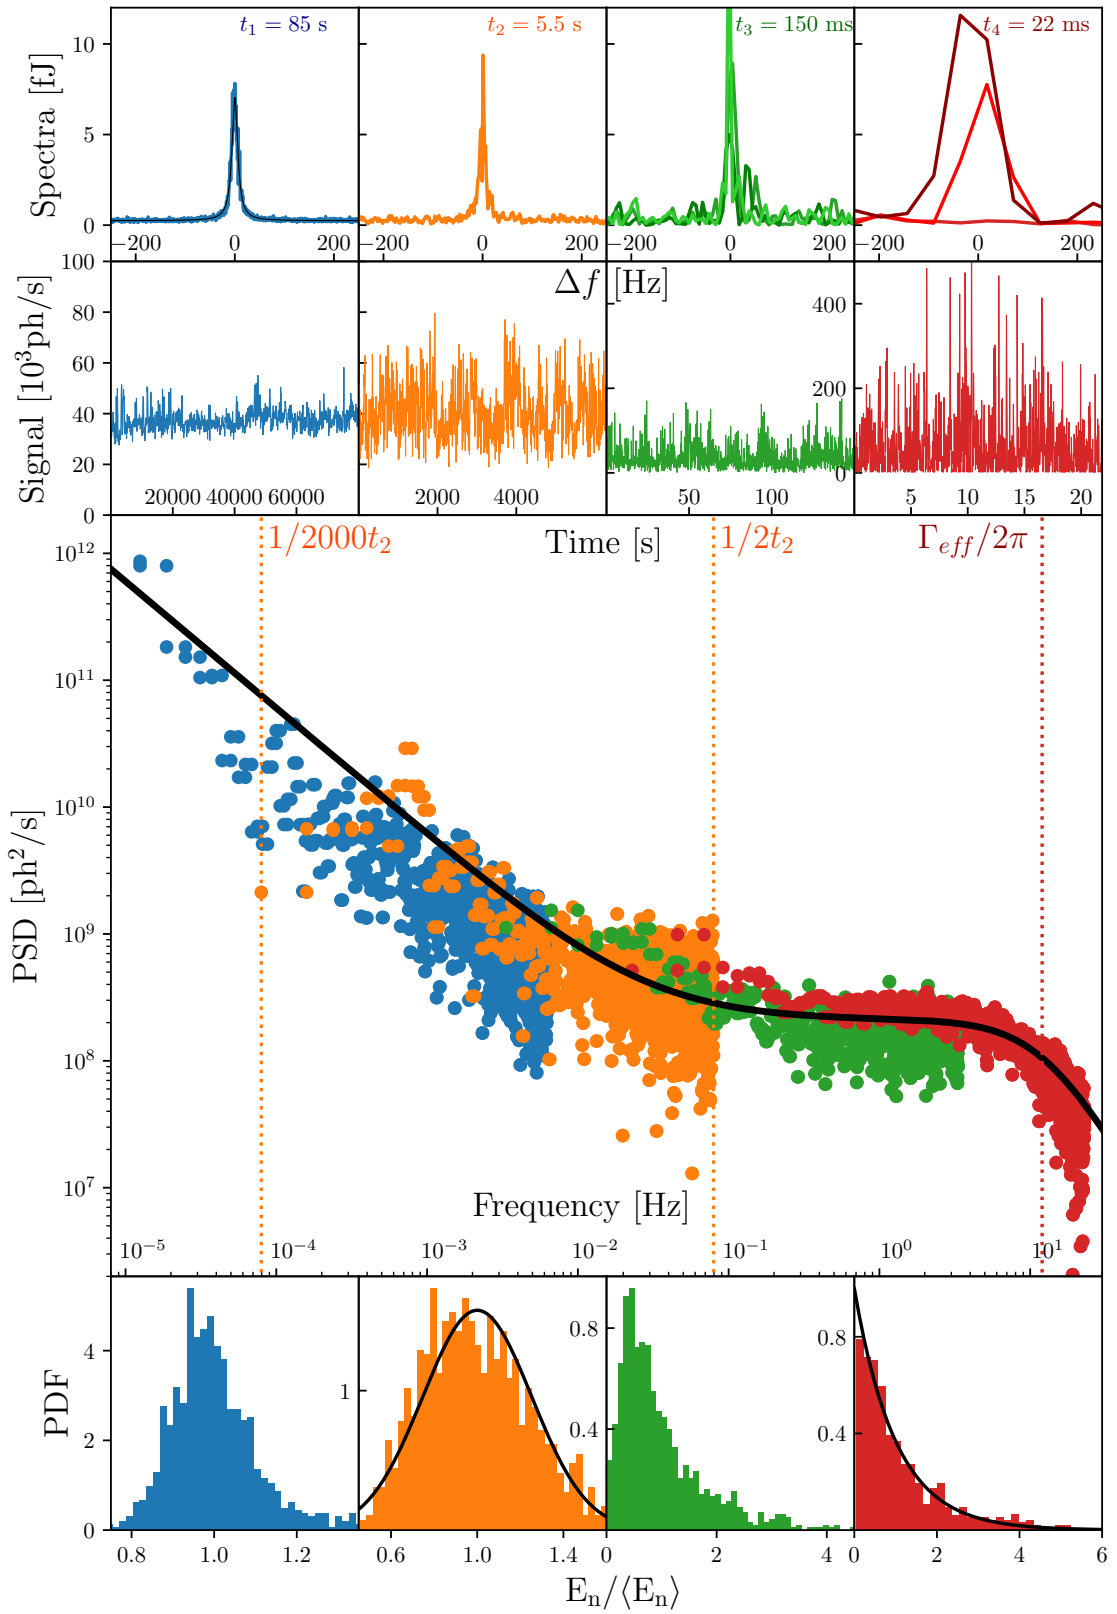 t₁ = 85 s
t₂ = 5.5 s
t₃ = 150 ms
t₄ = 22 ms
Spectra [fJ]
10
5
0
−200 0 200
−200 0 200
−200 0 200
−200 0 200
Δf [Hz]
Signal [10³ph/s]
100
80
60
40
20
0
400
200
0
20000 40000 60000
2000 4000
50 100
5 10 15 20
Time [s]
1/2000t₂
1/2t₂
Γ_eff/2π
PSD [ph²/s]
10¹²
10¹¹
10¹⁰
10⁹
10⁸
10⁷
Frequency [Hz]
10⁻⁵ 10⁻⁴ 10⁻³ 10⁻² 10⁻¹ 10⁰ 10¹
PDF
4
2
0
1
0.8
0.4
0.8
0.4
0.8 1.0 1.2
0.6 1.0 1.4
0 2 4
0 2 4 6
Eₙ/⟨Eₙ⟩